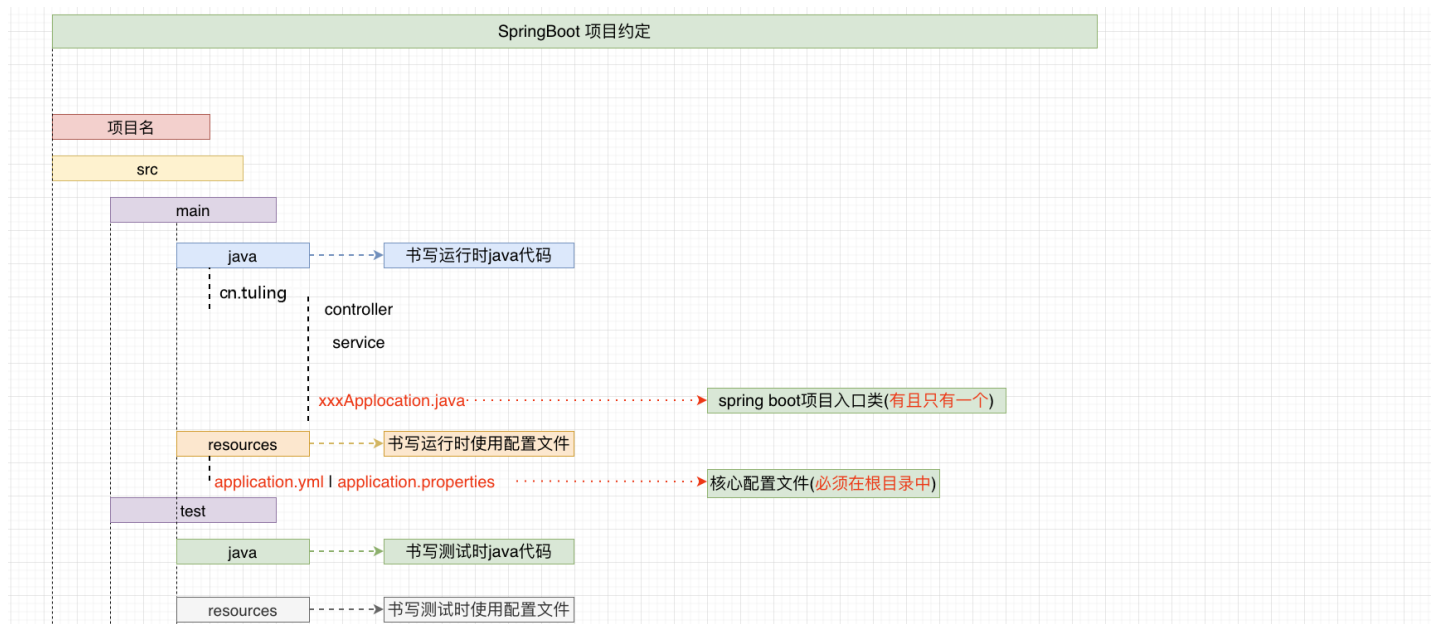 SpringBoot 项目约定
项目名
src
main
java 书写运行时java代码
cn.tuling
controller
service
xxxApplocation.java spring boot项目入口类(有且只有一个)
resources 书写运行时使用配置文件
application.yml | application.properties 核心配置文件(必须在根目录中)
test
java 书写测试时java代码
resources 书写测试时使用配置文件